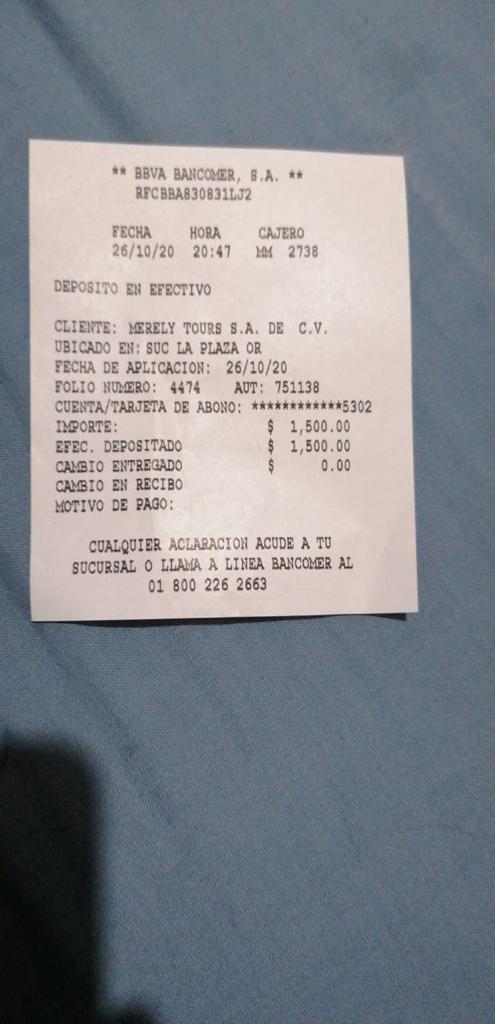 ** BBVA BANCOMER, S.A. **
RFCBBA830831LJ2
FECHA HORA CAJERO
26/10/20 20:47 MM 2738
DEPOSITO EN EFECTIVO
CLIENTE: MERELY TOURS S.A. DE C.V.
UBICADO EN: SUC LA PLAZA OR
FECHA DE APLICACION: 26/10/20
FOLIO NUMERO: 4474 AUT: 751138
CUENTA/TARJETA DE ABONO: ************5302
IMPORTE: $ 1,500.00
EFEC. DEPOSITADO $ 1,500.00
CAMBIO ENTREGADO $ 0.00
CAMBIO EN RECIBO
MOTIVO DE PAGO:
CUALQUIER ACLARACION ACUDE A TU
SUCURSAL O LLAMA A LINEA BANCOMER AL
01 800 226 2663